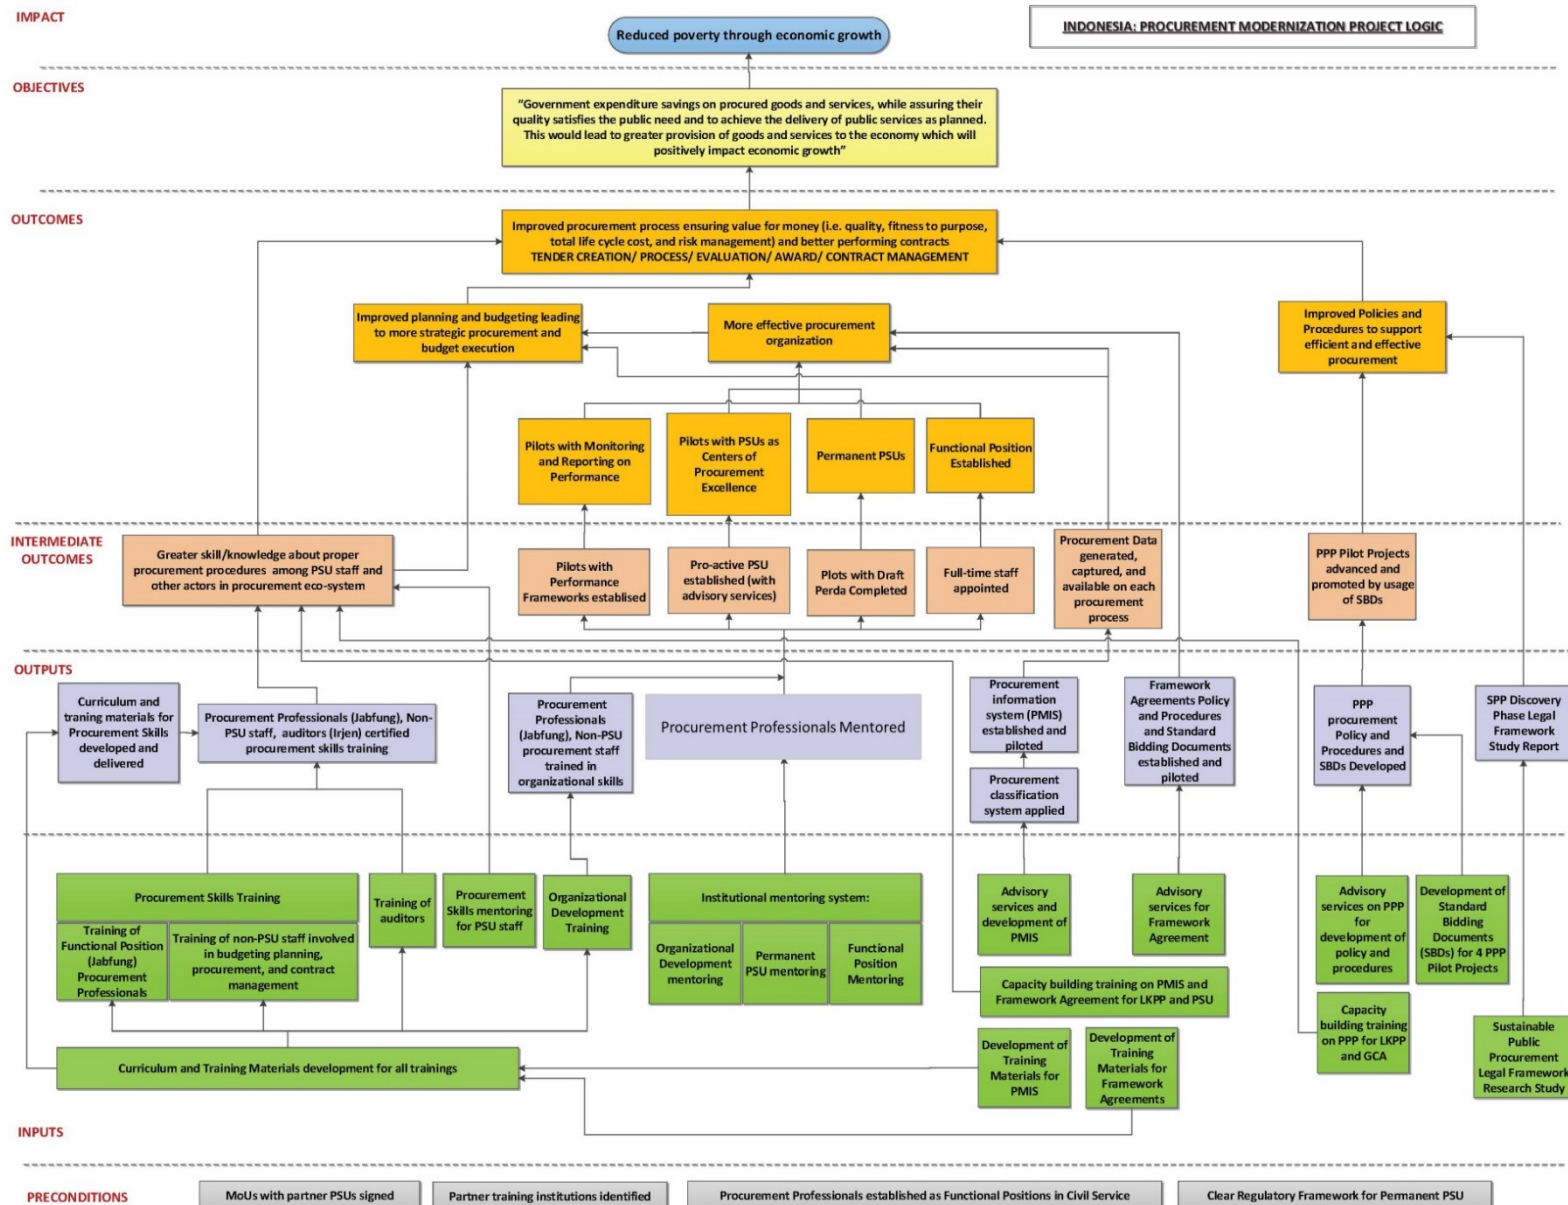 IMPACT
Reduced poverty through economic growth
INDONESIA: PROCUREMENT MODERNIZATION PROJECT LOGIC
OBJECTIVES
“Government expenditure savings on procured goods and services, while assuring their
quality satisfies the public need and to achieve the delivery of public services as planned.
This would lead to greater provision of goods and services to the economy which will
positively impact economic growth”
OUTCOMES
Improved procurement process ensuring value for money (i.e. quality, fitness to purpose,
total life cycle cost, and risk management) and better performing contracts
TENDER CREATION/ PROCESS/ EVALUATION/ AWARD/ CONTRACT MANAGEMENT
Improved planning and budgeting leading
to more strategic procurement and
budget execution
More effective procurement
organization
Improved Policies and
Procedures to support
efficient and effective
procurement
Pilots with Monitoring
and Reporting on
Performance
Pilots with PSUs as
Centers of
Procurement
Excellence
Permanent PSUs
Functional Position
Established
INTERMEDIATE
OUTCOMES
Greater skill/knowledge about proper
procurement procedures among PSU staff and
other actors in procurement eco-system
Pilots with
Performance
Frameworks establised
Pro-active PSU
established (with
advisory services)
Plots with Draft
Perda Completed
Full-time staff
appointed
Procurement Data
generated,
captured, and
available on each
procurement
process
PPP Pilot Projects
advanced and
promoted by usage
of SBDs
OUTPUTS
Curriculum and
traning materials for
Procurement Skills
developed and
delivered
Procurement Professionals (Jabfung), Non-
PSU staff, auditors (Irjen) certified
procurement skills training
Procurement
Professionals
(Jabfung), Non-PSU
procurement staff
trained in
organizational skills
Procurement Professionals Mentored
Procurement
information
system (PMIS)
established and
piloted
Procurement
classification
system applied
Framework
Agreements Policy
and Procedures
and Standard
Bidding Documents
established and
piloted
PPP
procurement
Policy and
Procedures and
SBDs Developed
SPP Discovery
Phase Legal
Framework
Study Report
Procurement Skills Training
Training of
Functional Position
(Jabfung)
Procurement
Professionals
Training of non-PSU staff involved
in budgeting planning,
procurement, and contract
management
Training of
auditors
Procurement
Skills mentoring
for PSU staff
Organizational
Development
Training
Institutional mentoring system:
Organizational
Development
mentoring
Permanent
PSU mentoring
Functional
Position
Mentoring
Advisory
services and
development of
PMIS
Advisory
services for
Framework
Agreement
Capacity building training on PMIS and
Framework Agreement for LKPP and PSU
Advisory
services on PPP
for
development of
policy and
procedures
Development of
Standard
Bidding
Documents
(SBDs) for 4 PPP
Pilot Projects
Capacity
building training
on PPP for LKPP
and GCA
Sustainable
Public
Procurement
Legal Framework
Research Study
Curriculum and Training Materials development for all trainings
Development of
Training
Materials for
PMIS
Development of
Training
Materials for
Framework
Agreements
INPUTS
PRECONDITIONS
MoUs with partner PSUs signed
Partner training institutions identified
Procurement Professionals established as Functional Positions in Civil Service
Clear Regulatory Framework for Permanent PSU